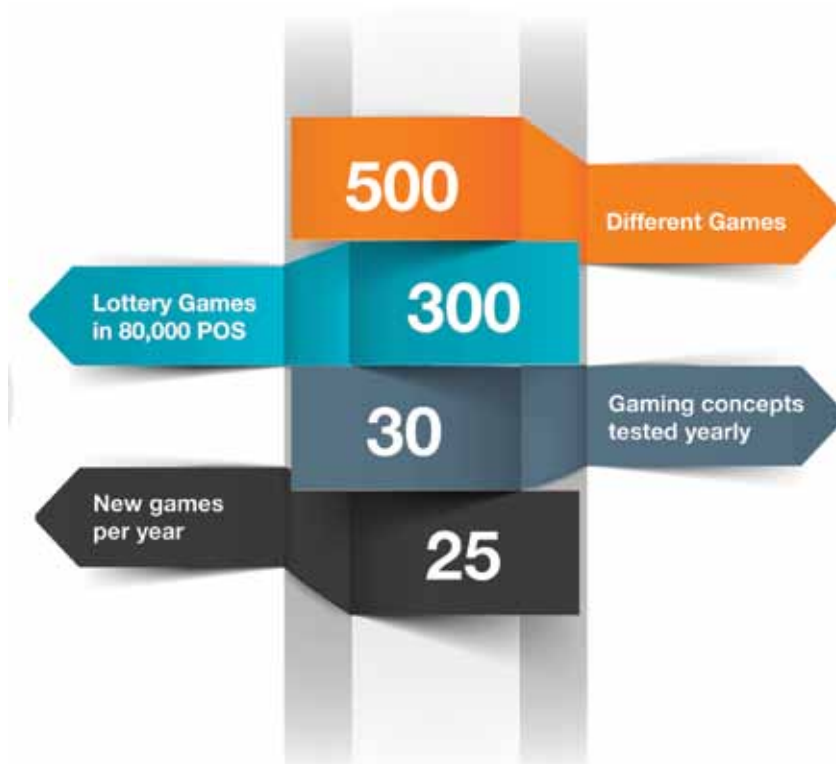 500
Different Games
Lottery Games
in 80,000 POS
300
30
Gaming concepts
tested yearly
New games
per year
25